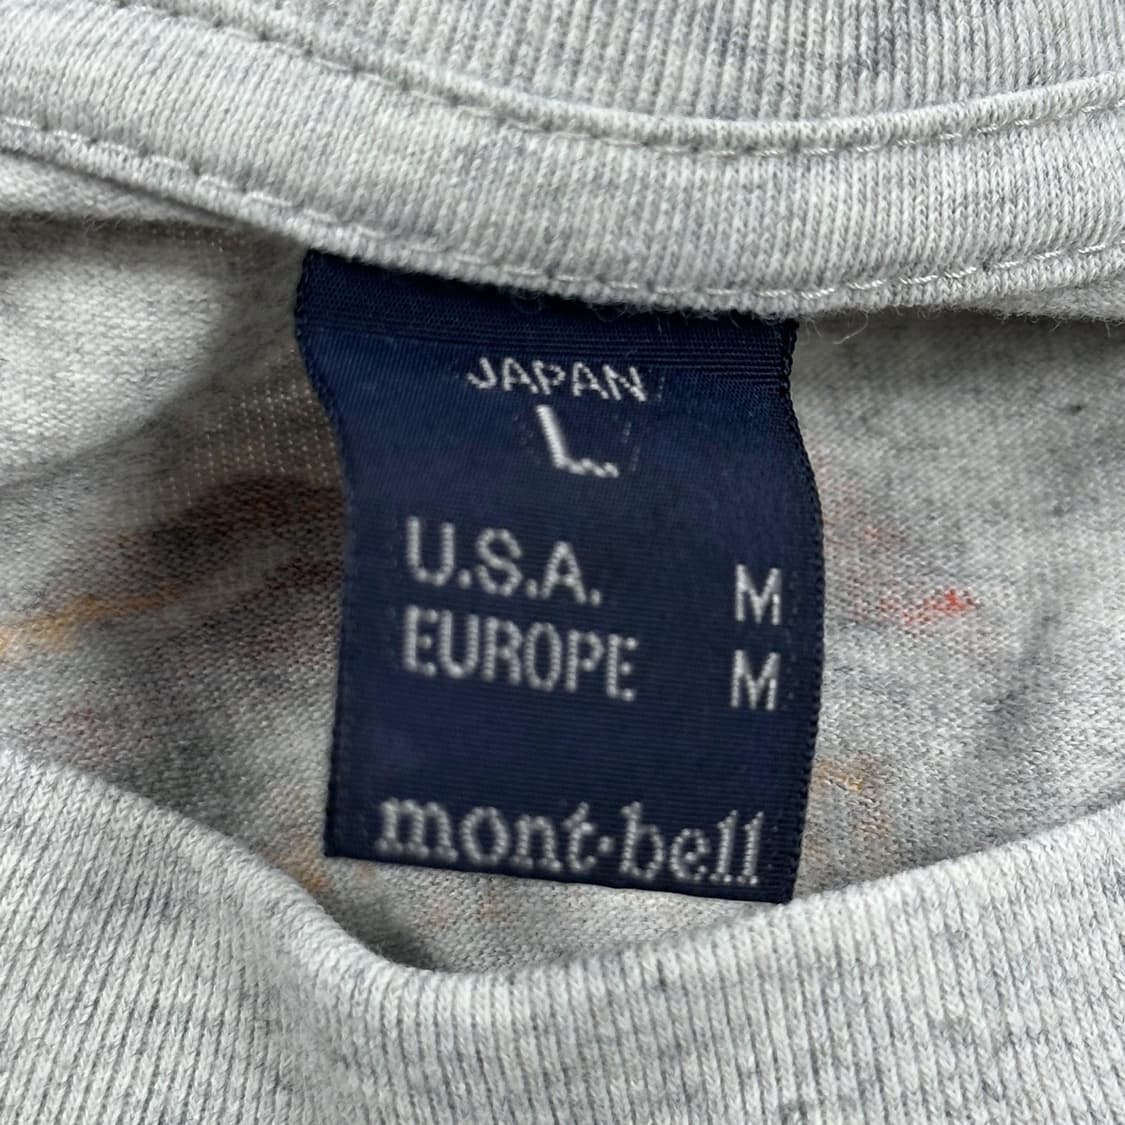 JAPAN
L
U.S.A. M
EUROPE M
mont·bell